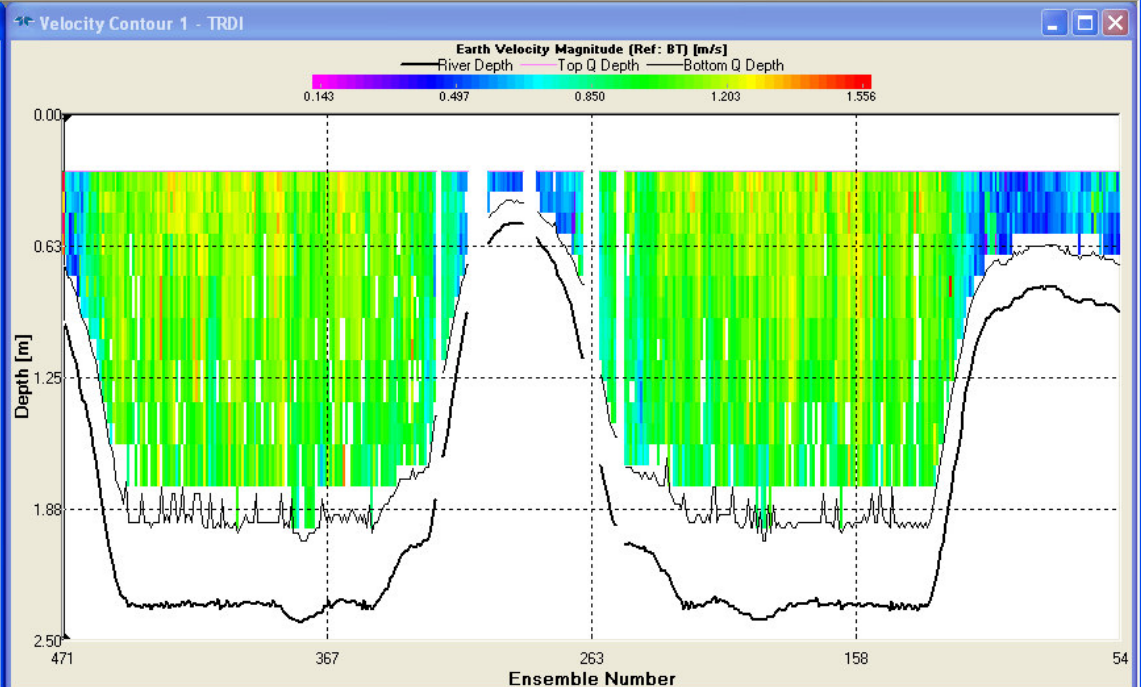 Velocity Contour 1 - TRDI
Earth Velocity Magnitude (Ref: BT) [m/s]
River Depth Top Q Depth Bottom Q Depth
0.143 0.497 0.850 1.203 1.556
0.00
0.63
1.25
1.88
2.50
Depth [m]
471 367 263 158 54
Ensemble Number